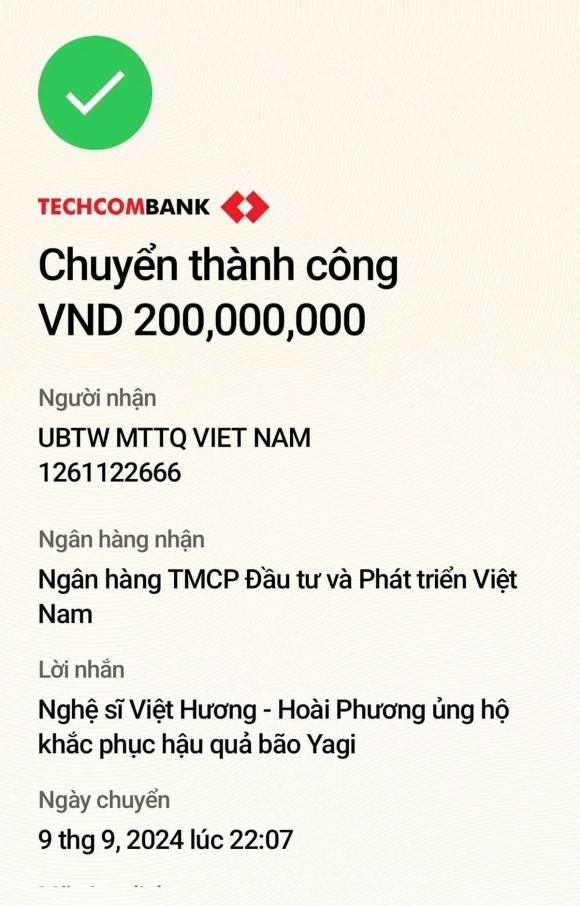 TECHCOMBANK
Chuyển thành công
VND 200,000,000
Người nhận
UBTW MTTQ VIET NAM
1261122666
Ngân hàng nhận
Ngân hàng TMCP Đầu tư và Phát triển Việt
Nam
Lời nhắn
Nghệ sĩ Việt Hương - Hoài Phương ủng hộ
khắc phục hậu quả bão Yagi
Ngày chuyển
9 thg 9, 2024 lúc 22:07